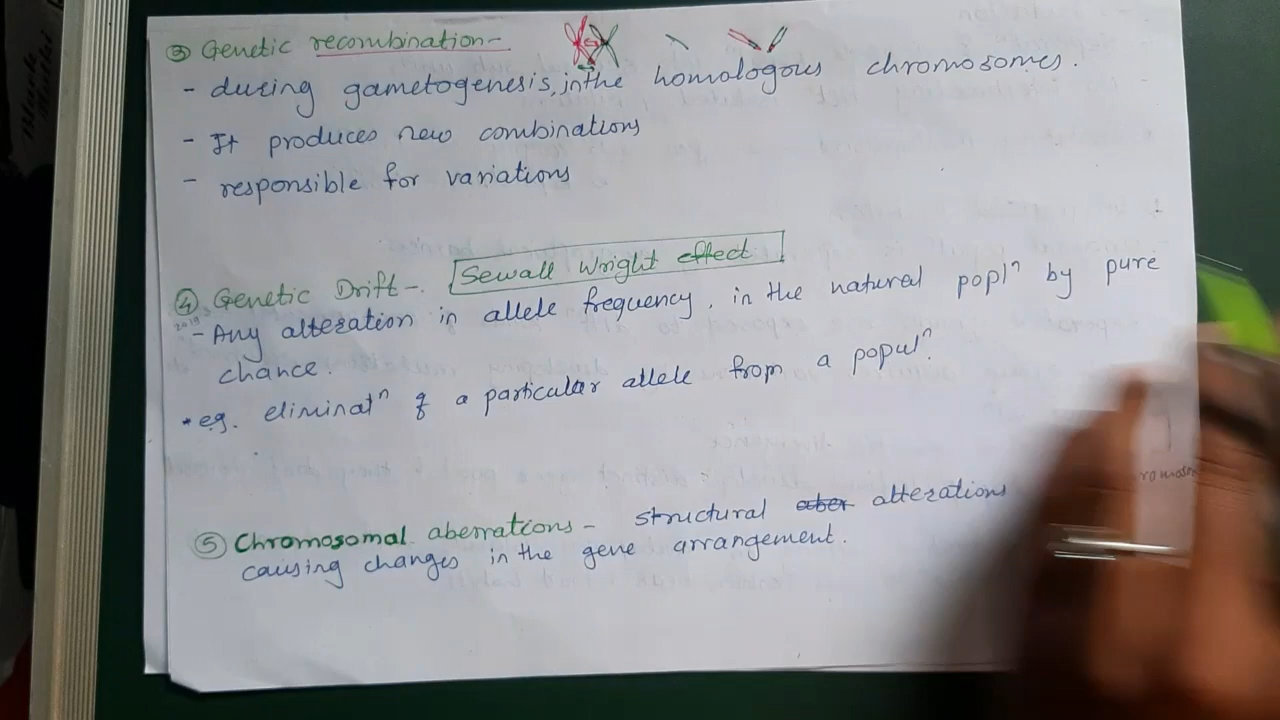 ③ Genetic recombination-
- during gametogenesis, in the homologous chromosomes.
- It produces new combinations
- responsible for variations
④ Genetic Drift-. Sewall Wright effect
- Any alteration in allele frequency, in the natural poplⁿ by pure
chance.
* eg. eliminatⁿ of a particular allele from a populⁿ.
⑤ Chromosomal aberrations - structural aber alterations
causing changes in the gene arrangement.